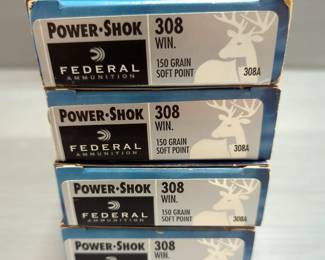 POWER·SHOK 308
WIN.
FEDERAL
AMMUNITION
150 GRAIN
SOFT POINT
308A
POWER·SHOK 308
WIN.
FEDERAL
AMMUNITION
150 GRAIN
SOFT POINT
308A
POWER·SHOK 308
WIN.
FEDERAL
AMMUNITION
150 GRAIN
SOFT POINT
308A
POWER·SHOK 308
WIN.